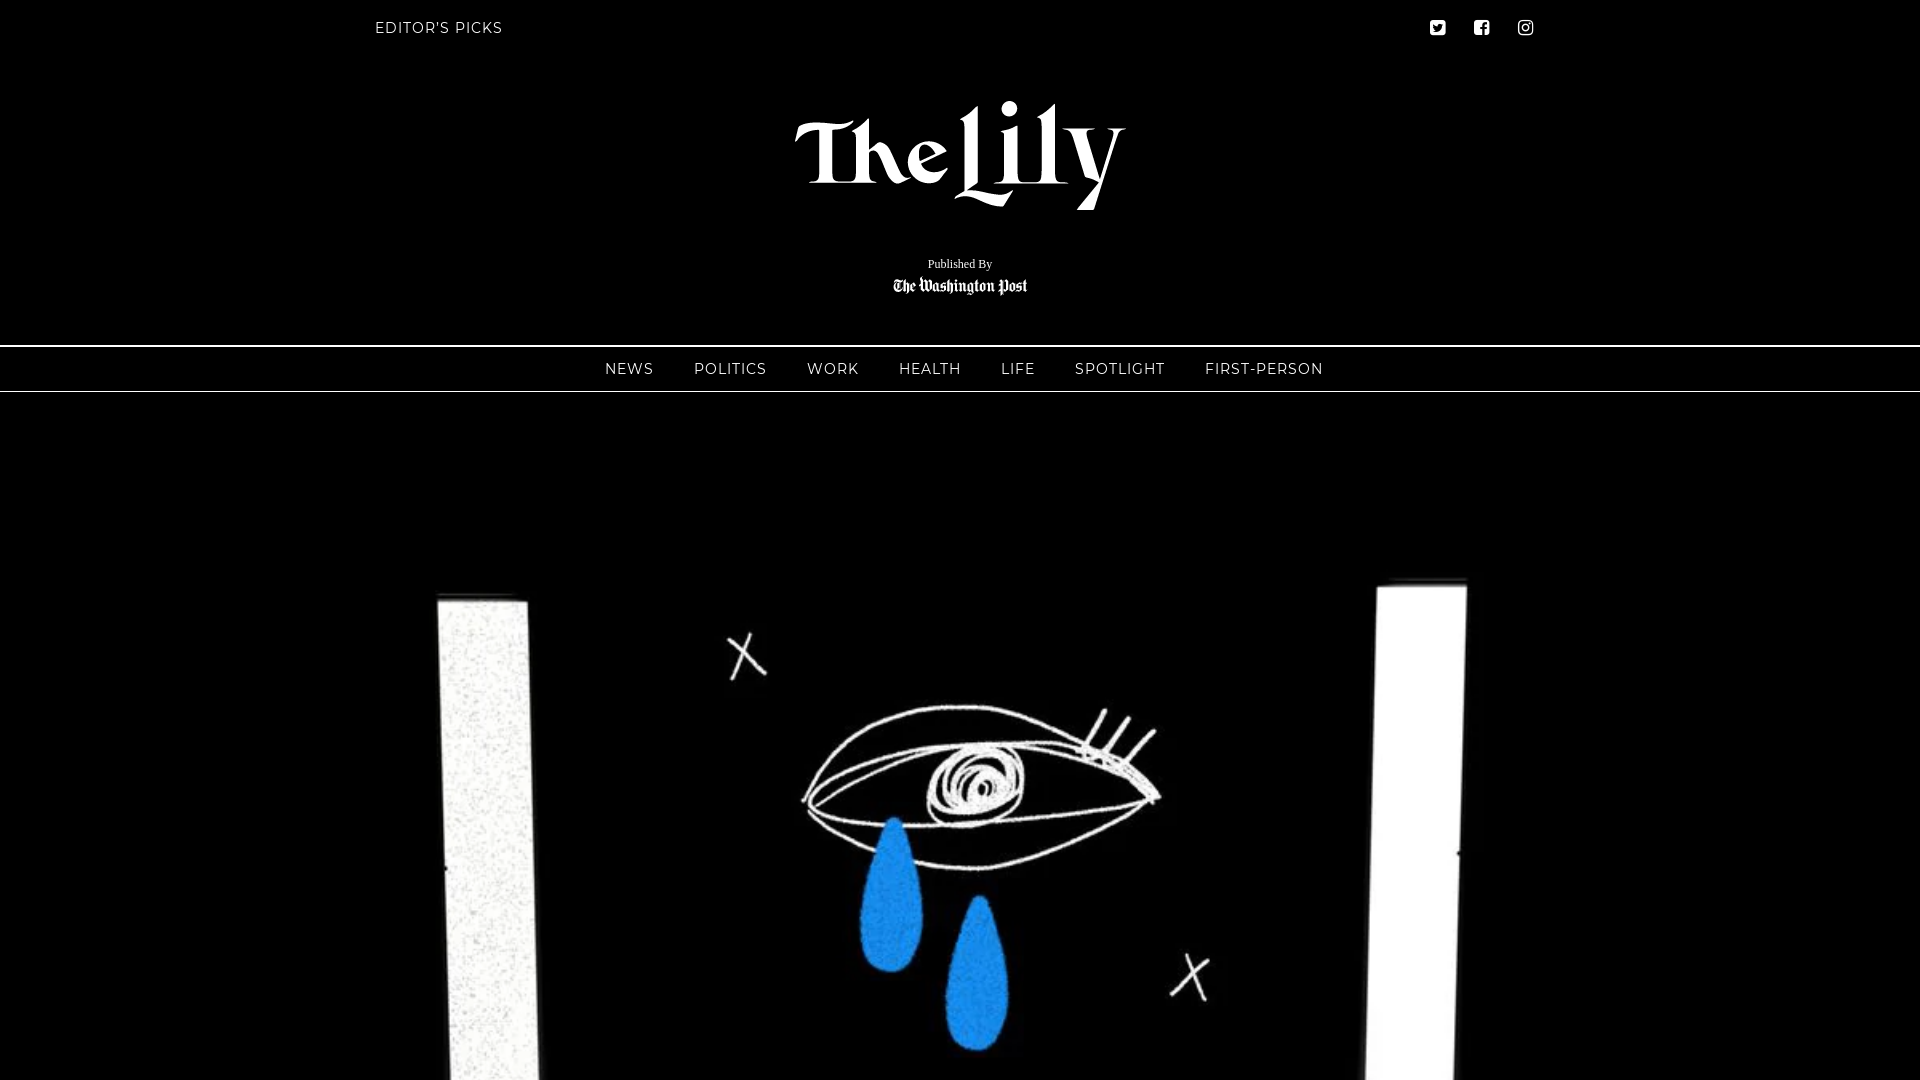 EDITOR'S PICKS
The Lily
Published By
The Washington Post
NEWS POLITICS WORK HEALTH LIFE SPOTLIGHT FIRST-PERSON